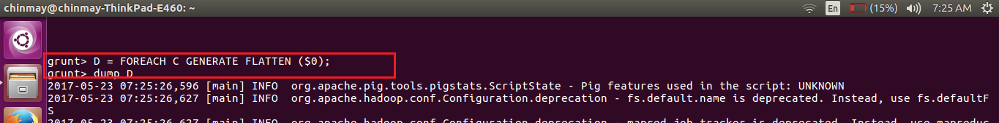 chinmay@chinmay-ThinkPad-E460: ~
En
(15%)
7:25 AM
grunt> D = FOREACH C GENERATE FLATTEN ($0);
grunt> dump D
2017-05-23 07:25:26,596 [main] INFO  org.apache.pig.tools.pigstats.ScriptState - Pig features used in the script: UNKNOWN
2017-05-23 07:25:26,627 [main] INFO  org.apache.hadoop.conf.Configuration.deprecation - fs.default.name is deprecated. Instead, use fs.defaultF
S
2017-05-23 07:25:26,627 [main] INFO  org.apache.hadoop.conf.Configuration.deprecation - mapred.job.tracker is deprecated. Instead, use mapreduc